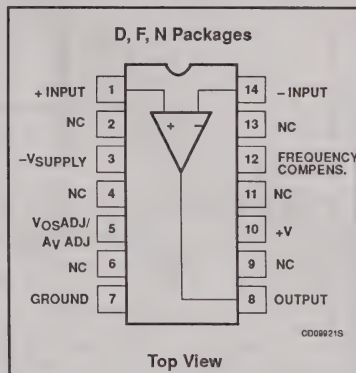 D, F, N Packages
+ INPUT 1 14 – INPUT
NC 2 13 NC
–VSUPPLY 3 12 FREQUENCY COMPENS.
NC 4 11 NC
VOSADJ/ AV ADJ 5 10 +V
NC 6 9 NC
GROUND 7 8 OUTPUT
+ –
CD09921S
Top View